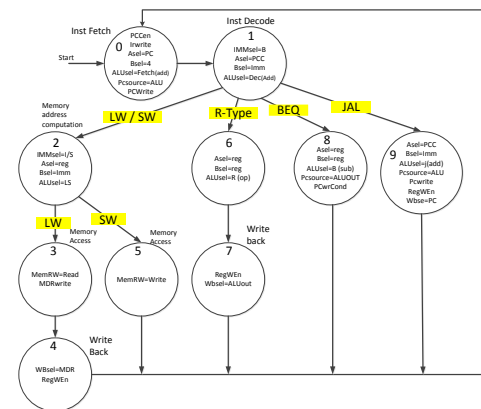 Inst Fetch
0
PCCen
Irwrite
Asel=PC
Bsel=4
ALUsel=Fetch(add)
Pcsource=ALU
PCWrite
Start
Inst Decode
1
IMMsel=B
Asel=PCC
Bsel=Imm
ALUsel=Dec(Add)
LW / SW
R-Type
BEQ
JAL
Memory
address
computation
2
IMMsel=I/S
Asel=reg
Bsel=Imm
ALUsel=LS
6
Asel=reg
Bsel=reg
ALUsel=R (op)
8
Asel=reg
Bsel=reg
ALUsel=B (sub)
Pcsource=ALUOUT
PCwrCond
9
Asel=PCC
Bsel=Imm
ALUsel=j(add)
Pcsource=ALU
Pcwrite
RegWEn
Wbse=PC
LW
SW
Memory
Access
3
MemRW=Read
MDRwrite
Memory
Access
5
MemRW=Write
Write
back
7
RegWEn
Wbsel=ALUout
Write
Back
4
WBsel=MDR
RegWEn